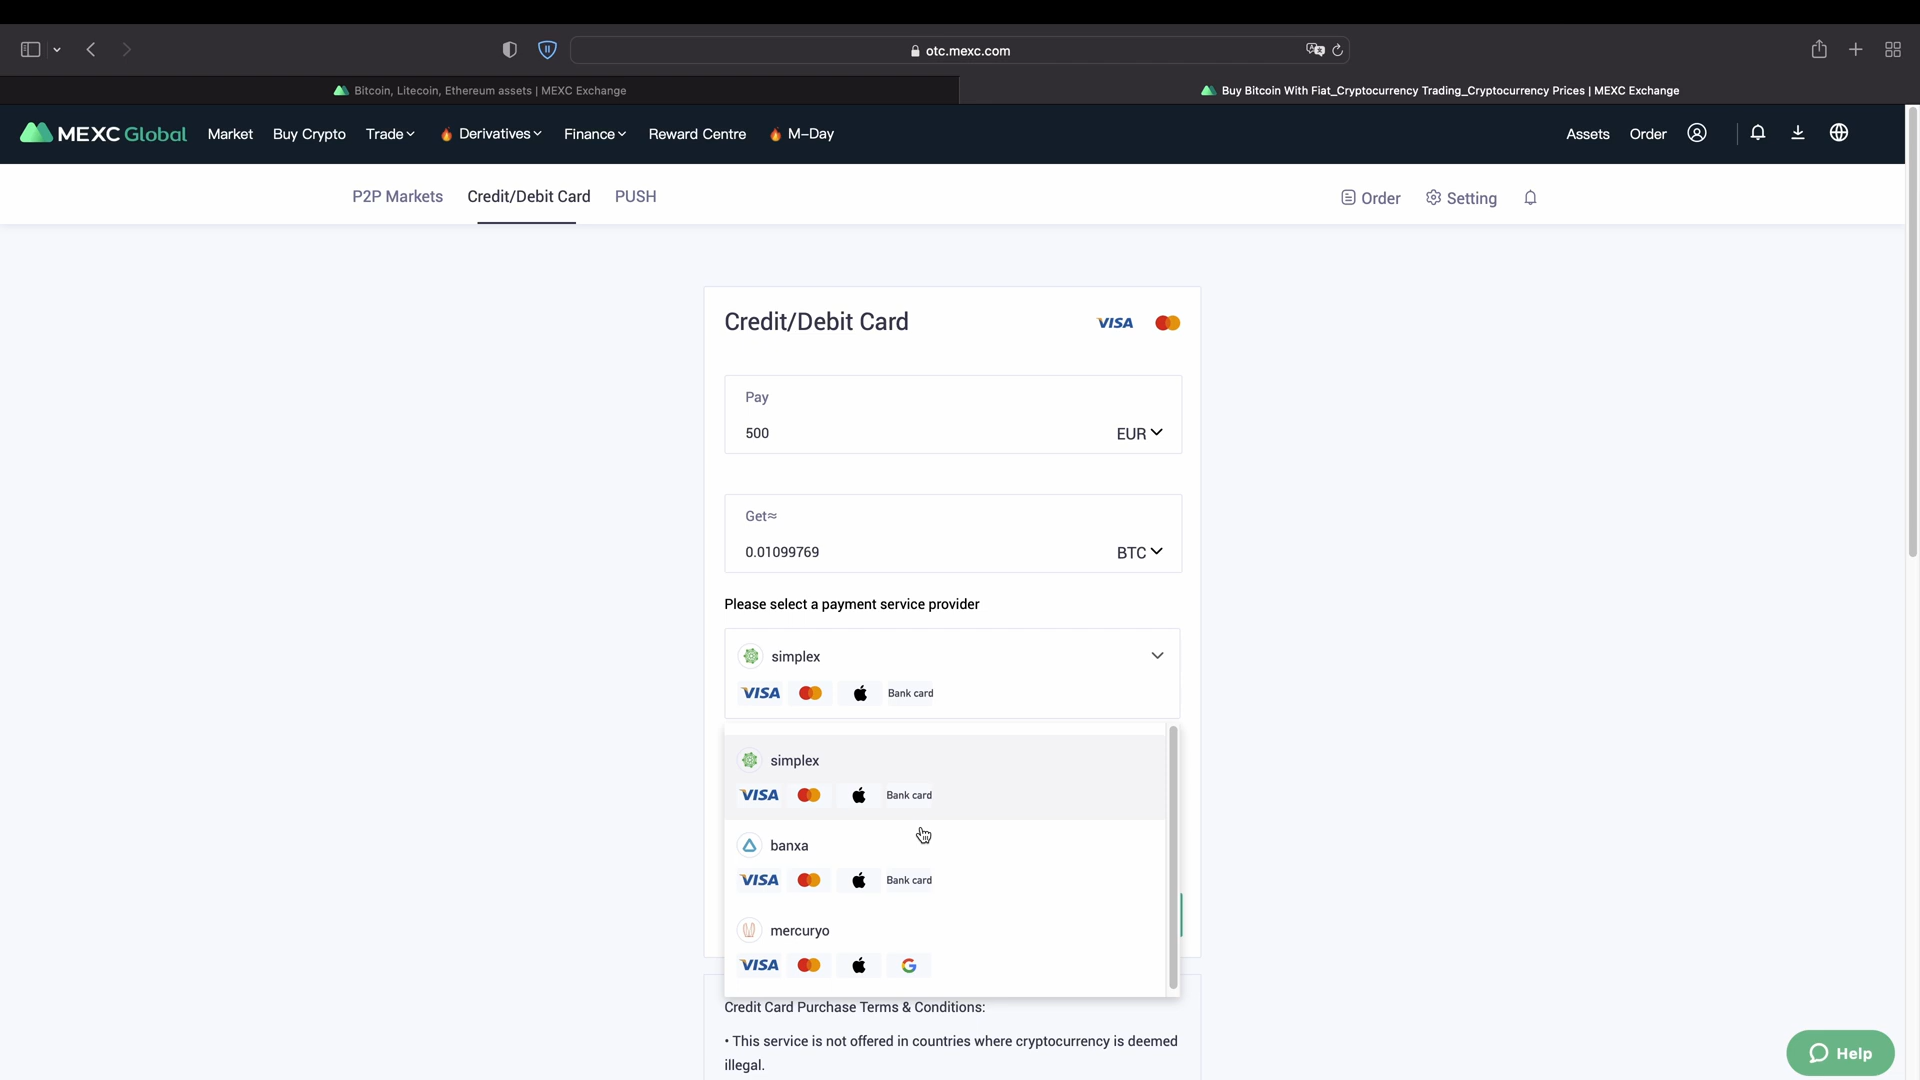 otc.mexc.com
Bitcoin, Litecoin, Ethereum assets | MEXC Exchange
Buy Bitcoin With Fiat_Cryptocurrency Trading_Cryptocurrency Prices | MEXC Exchange
MEXC Global Market Buy Crypto Trade Derivatives Finance Reward Centre M-Day Assets Order
P2P Markets Credit/Debit Card PUSH Order Setting
Credit/Debit Card VISA
Pay
500 EUR
Get≈
0.01099769 BTC
Please select a payment service provider
simplex
VISA Bank card
simplex
VISA Bank card
banxa
VISA Bank card
mercuryo
VISA G
Credit Card Purchase Terms & Conditions:
• This service is not offered in countries where cryptocurrency is deemed
illegal.
Help